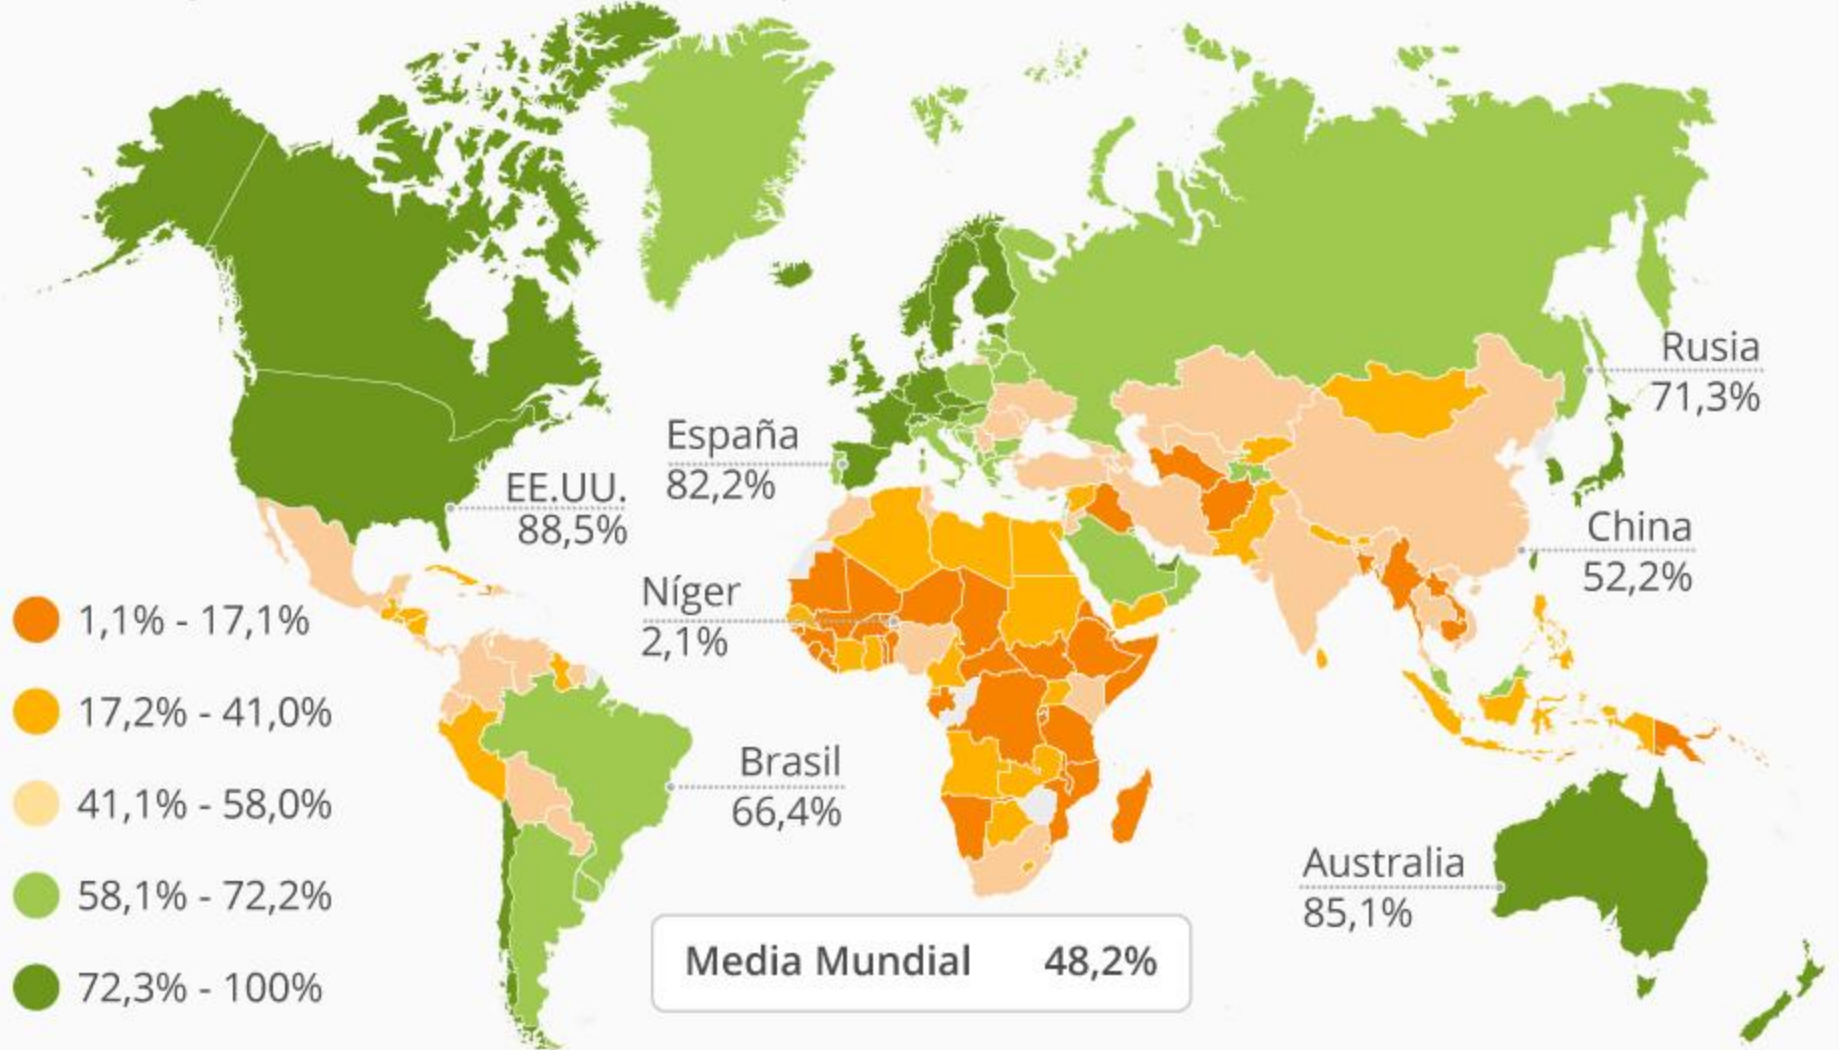 Rusia
71,3%
España
82,2%
EE.UU.
88,5%
China
52,2%
Níger
2,1%
1,1% - 17,1%
17,2% - 41,0%
41,1% - 58,0%
58,1% - 72,2%
72,3% - 100%
Brasil
66,4%
Australia
85,1%
Media Mundial 48,2%